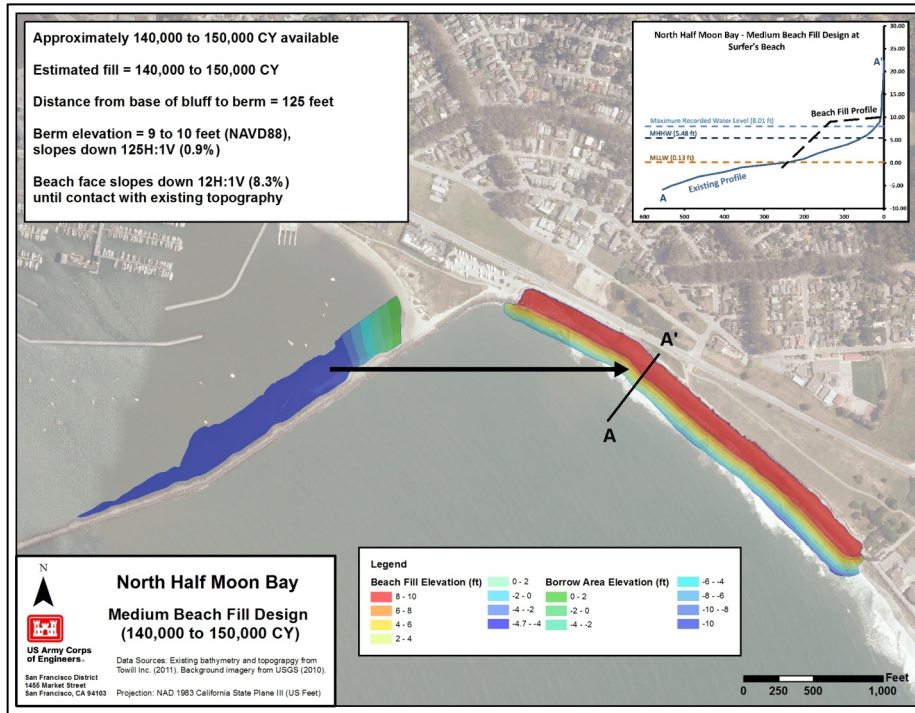 Approximately 140,000 to 150,000 CY available
Estimated fill = 140,000 to 150,000 CY
Distance from base of bluff to berm = 125 feet
Berm elevation = 9 to 10 feet (NAVD88),
slopes down 125H:1V (0.9%)
Beach face slopes down 12H:1V (8.3%)
until contact with existing topography
North Half Moon Bay - Medium Beach Fill Design at
Surfer's Beach
A'
Beach Fill Profile
Maximum Recorded Water Level (8.01 ft)
MHHW (5.48 ft)
MLLW (0.13 ft)
Existing Profile
A
30.00
25.00
20.00
15.00
10.00
5.00
0.00
-5.00
-10.00
600 500 400 300 200 100 0
A'
A
N
US Army Corps
of Engineers®
San Francisco District
1455 Market Street
San Francisco, CA 94103
North Half Moon Bay
Medium Beach Fill Design
(140,000 to 150,000 CY)
Data Sources: Existing bathymetry and topograpgy from
Towill Inc. (2011). Background imagery from USGS (2010).
Projection: NAD 1983 California State Plane III (US Feet)
Legend
Beach Fill Elevation (ft)
8 - 10
6 - 8
4 - 6
2 - 4
0 - 2
-2 - 0
-4 - -2
-4.7 - -4
Borrow Area Elevation (ft)
0 - 2
-2 - 0
-4 - -2
-6 - -4
-8 - -6
-10 - -8
-10
Feet
0 250 500 1,000